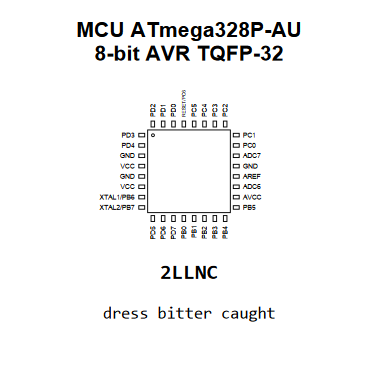 MCU ATmega328P-AU
8-bit AVR TQFP-32
PD2 PD1 PD0 RESET/PC6 PC5 PC4 PC3 PC2
PD3 PC1
PD4 PC0
GND ADC7
VCC GND
GND AREF
VCC ADC6
XTAL1/PB6 AVCC
XTAL2/PB7 PB5
PD5 PD6 PD7 PB0 PB1 PB2 PB3 PB4
2LLNC
dress bitter caught